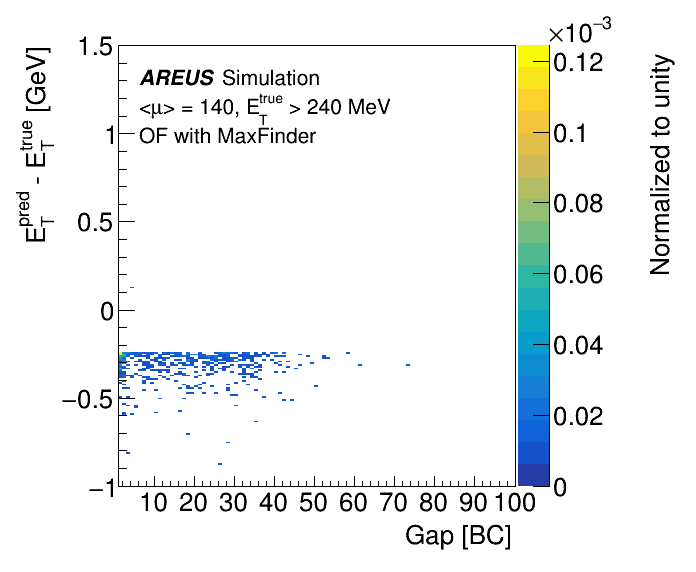 ×10⁻³
AREUS Simulation
<μ> = 140, E_T^true > 240 MeV
OF with MaxFinder
E_T^pred - E_T^true [GeV]
1.5
1
0.5
0
−0.5
−1
10 20 30 40 50 60 70 80 90 100
Gap [BC]
0.12
0.1
0.08
0.06
0.04
0.02
0
Normalized to unity